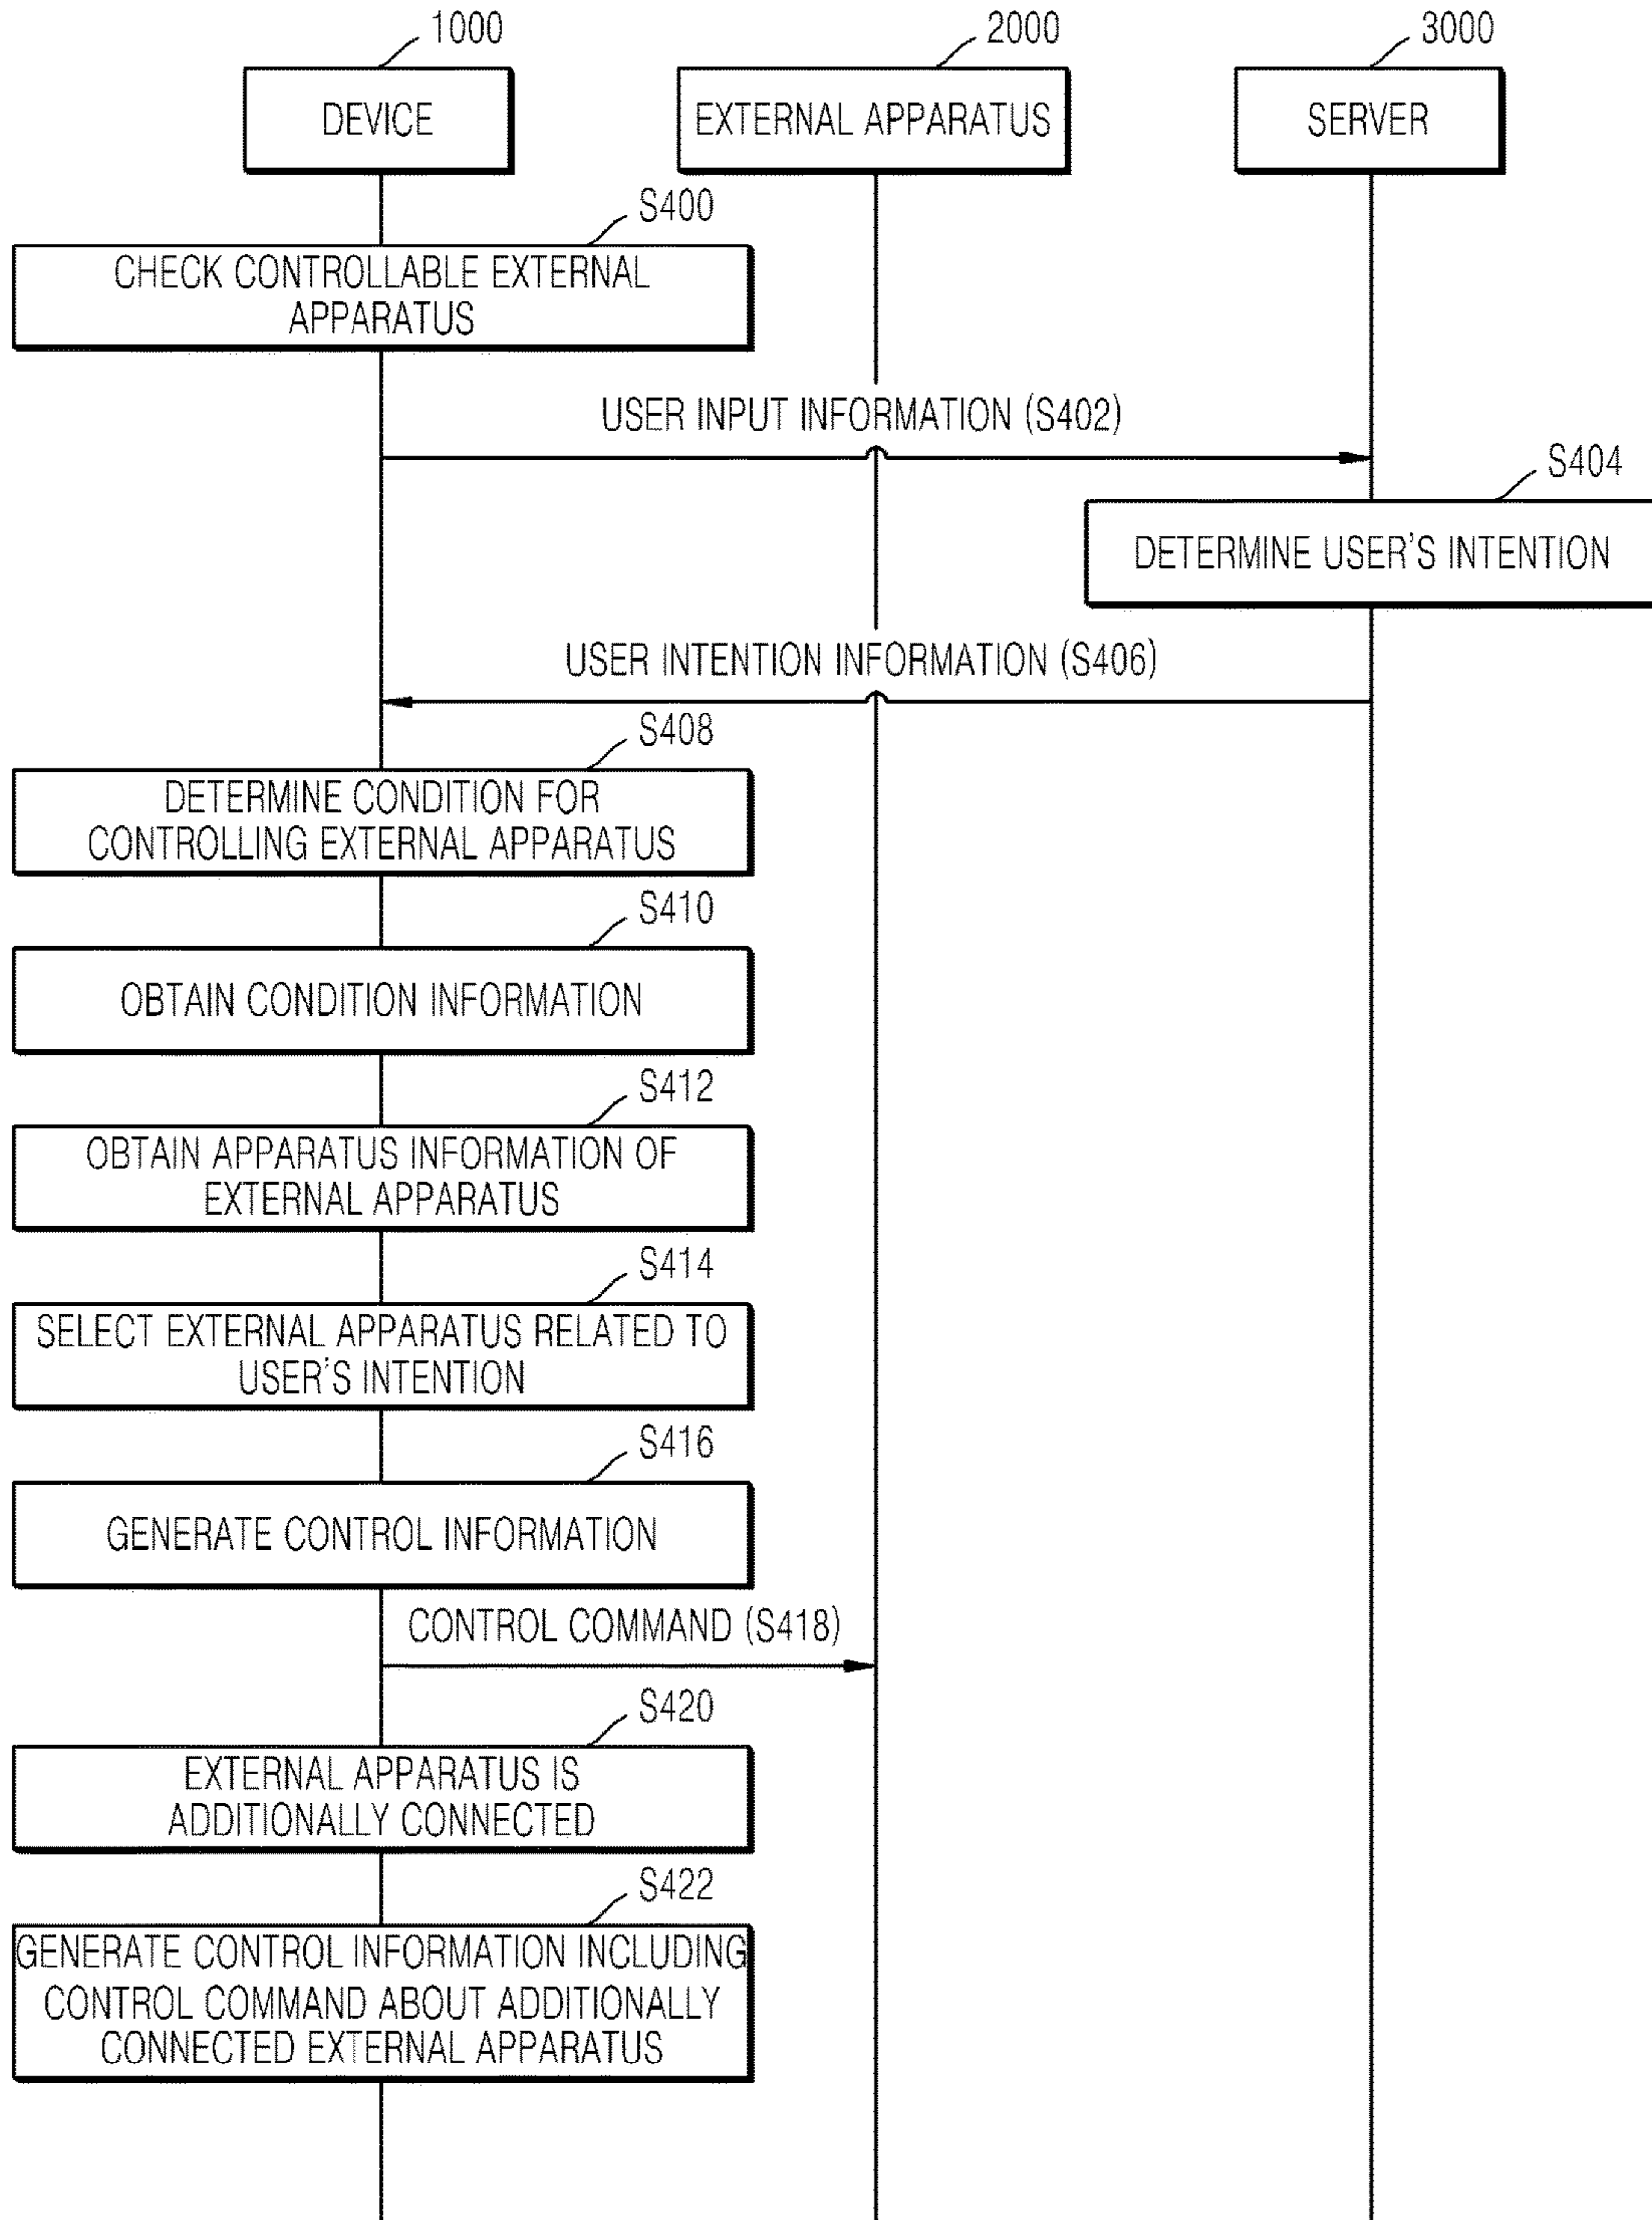 1000
2000
3000
DEVICE
EXTERNAL APPARATUS
SERVER
S400
CHECK CONTROLLABLE EXTERNAL
APPARATUS
USER INPUT INFORMATION (S402)
S404
DETERMINE USER'S INTENTION
USER INTENTION INFORMATION (S406)
S408
DETERMINE CONDITION FOR
CONTROLLING EXTERNAL APPARATUS
S410
OBTAIN CONDITION INFORMATION
S412
OBTAIN APPARATUS INFORMATION OF
EXTERNAL APPARATUS
S414
SELECT EXTERNAL APPARATUS RELATED TO
USER'S INTENTION
S416
GENERATE CONTROL INFORMATION
CONTROL COMMAND (S418)
S420
EXTERNAL APPARATUS IS
ADDITIONALLY CONNECTED
S422
GENERATE CONTROL INFORMATION INCLUDING
CONTROL COMMAND ABOUT ADDITIONALLY
CONNECTED EXTERNAL APPARATUS